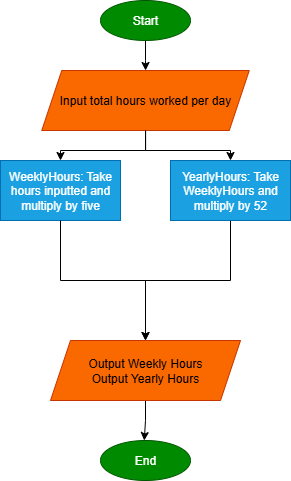 Start
Input total hours worked per day
WeeklyHours: Take
hours inputted and
multiply by five
YearlyHours: Take
WeeklyHours and
multiply by 52
Output Weekly Hours
Output Yearly Hours
End